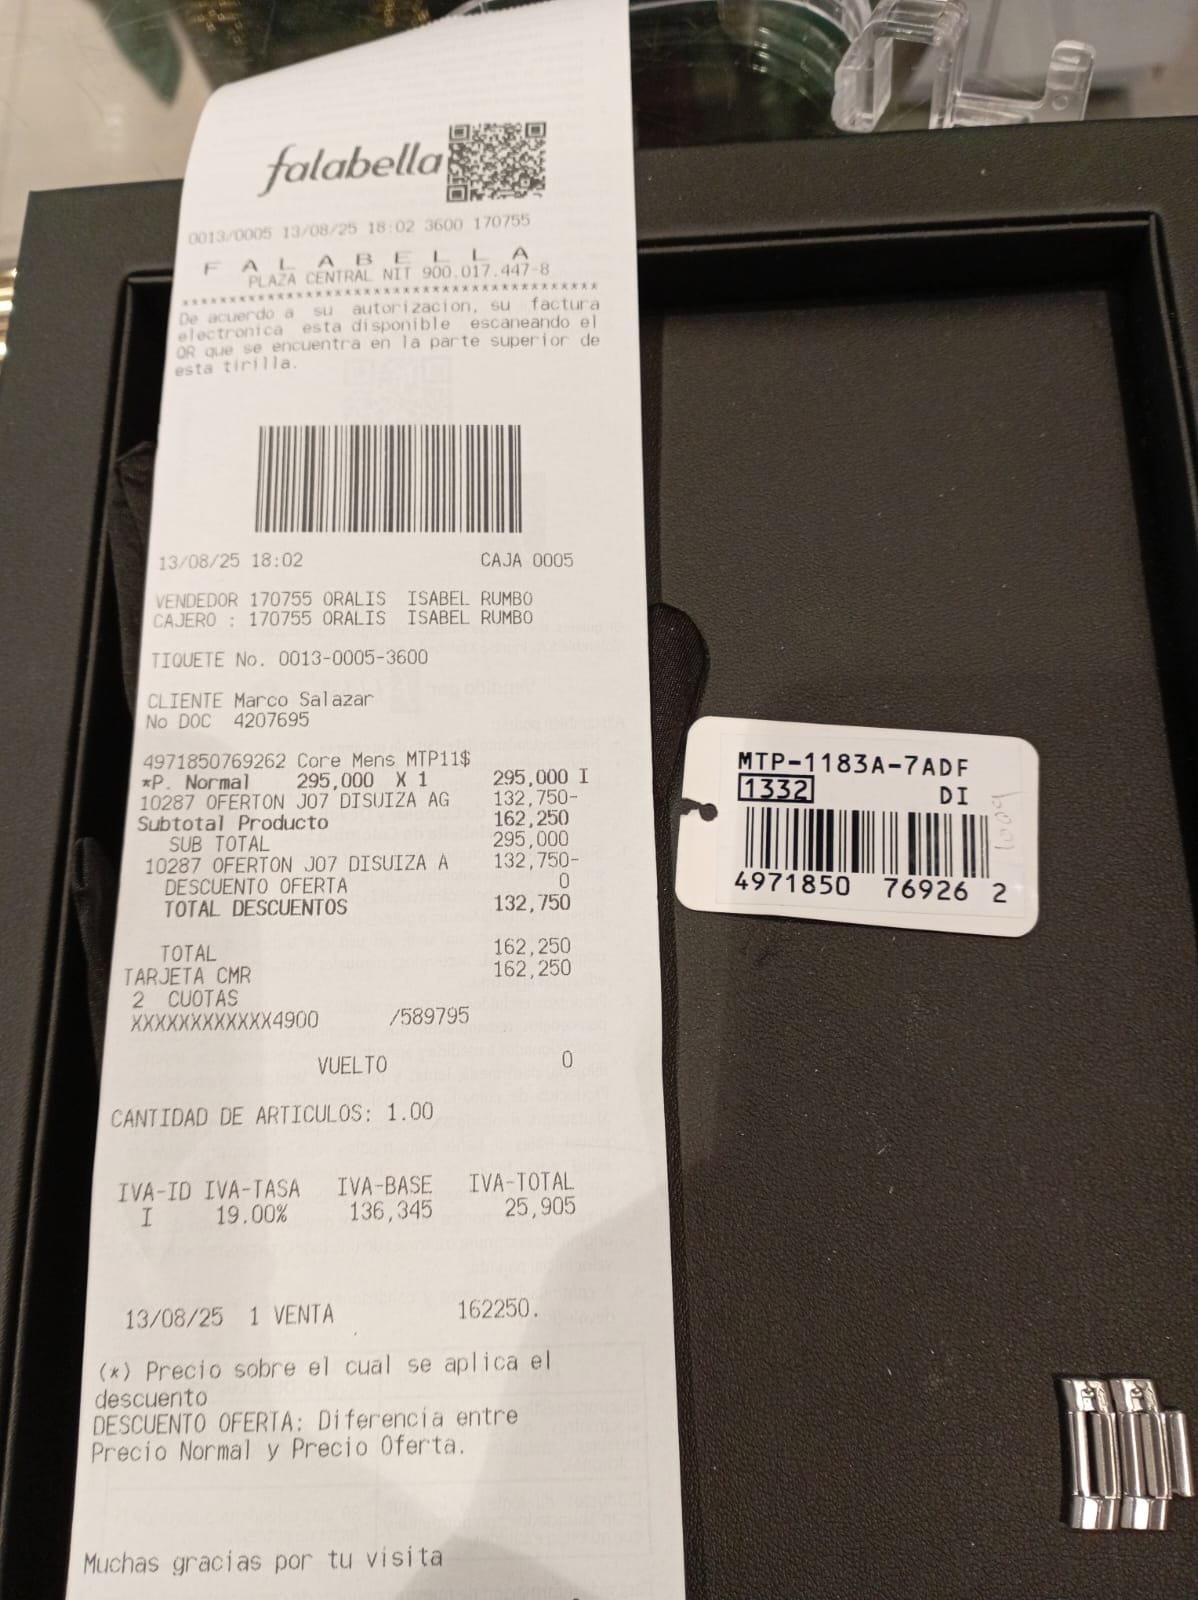 falabella
0013/0005 13/08/25 18:02 3600 170755
F A L A B E L L A
PLAZA CENTRAL NIT 900.017.447-8
******************************************
De acuerdo a su autorizacion, su factura
electronica esta disponible escaneando el
QR que se encuentra en la parte superior de
esta tirilla.
13/08/25 18:02 CAJA 0005
VENDEDOR 170755 ORALIS ISABEL RUMBO
CAJERO : 170755 ORALIS ISABEL RUMBO
TIQUETE No. 0013-0005-3600
CLIENTE Marco Salazar
No DOC 4207695
4971850769262 Core Mens MTP11$
*P. Normal 295,000 X 1 295,000 I
10287 OFERTON J07 DISUIZA AG 132,750-
Subtotal Producto 162,250
SUB TOTAL 295,000
10287 OFERTON J07 DISUIZA A 132,750-
DESCUENTO OFERTA 0
TOTAL DESCUENTOS 132,750
TOTAL 162,250
TARJETA CMR 162,250
2 CUOTAS
XXXXXXXXXXXX4900 /589795
VUELTO 0
CANTIDAD DE ARTICULOS: 1.00
IVA-ID IVA-TASA IVA-BASE IVA-TOTAL
I 19.00% 136,345 25,905
13/08/25 1 VENTA 162250.
(*) Precio sobre el cual se aplica el
descuento
DESCUENTO OFERTA: Diferencia entre
Precio Normal y Precio Oferta.
Muchas gracias por tu visita
MTP-1183A-7ADF
1332 DI
4971850 76926 2